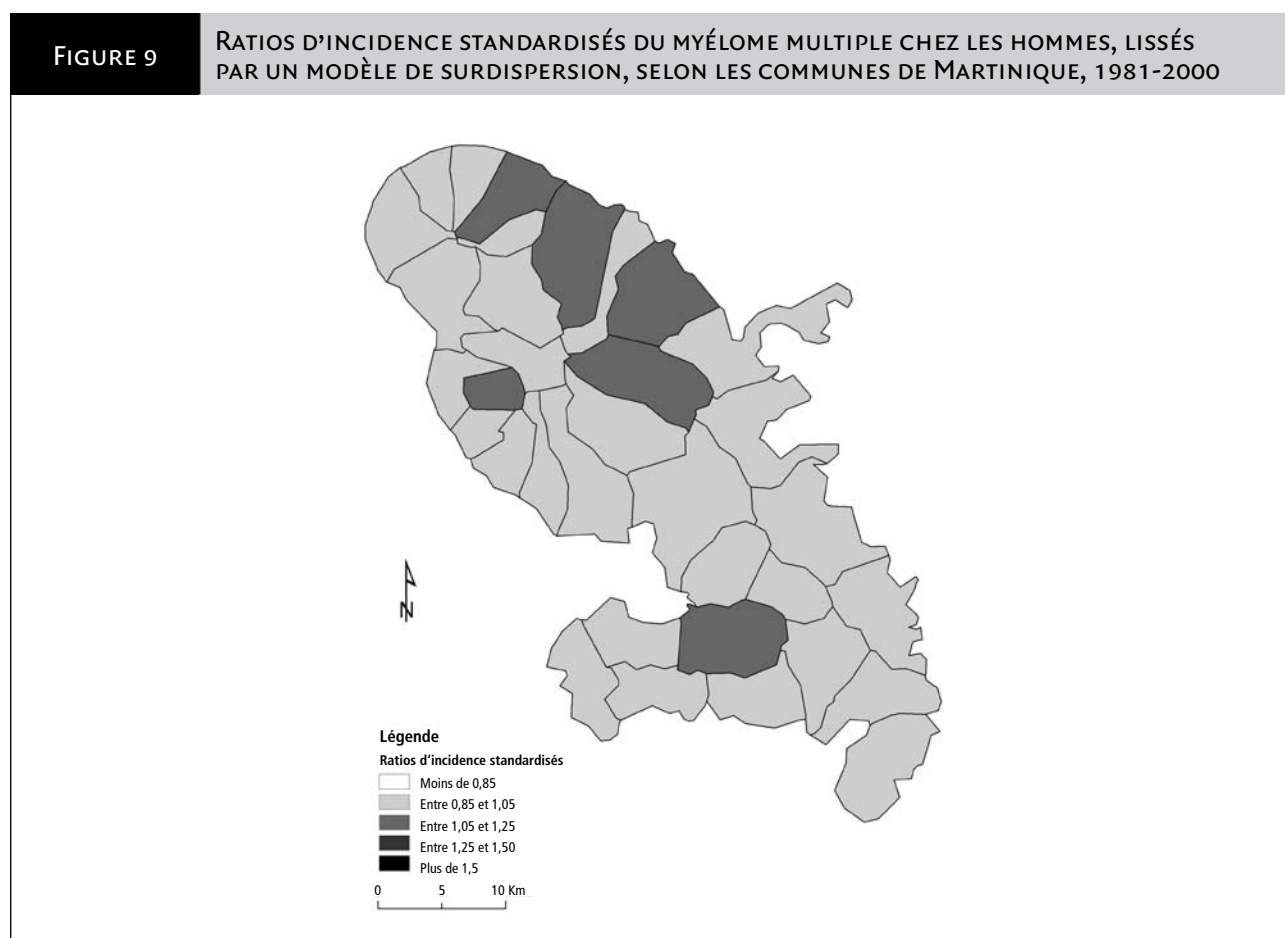 FIGURE 9
RATIOS D'INCIDENCE STANDARDISÉS DU MYÉLOME MULTIPLE CHEZ LES HOMMES, LISSÉS
PAR UN MODÈLE DE SURDISPERSION, SELON LES COMMUNES DE MARTINIQUE, 1981-2000
N
Légende
Ratios d'incidence standardisés
Moins de 0,85
Entre 0,85 et 1,05
Entre 1,05 et 1,25
Entre 1,25 et 1,50
Plus de 1,5
0 5 10 Km